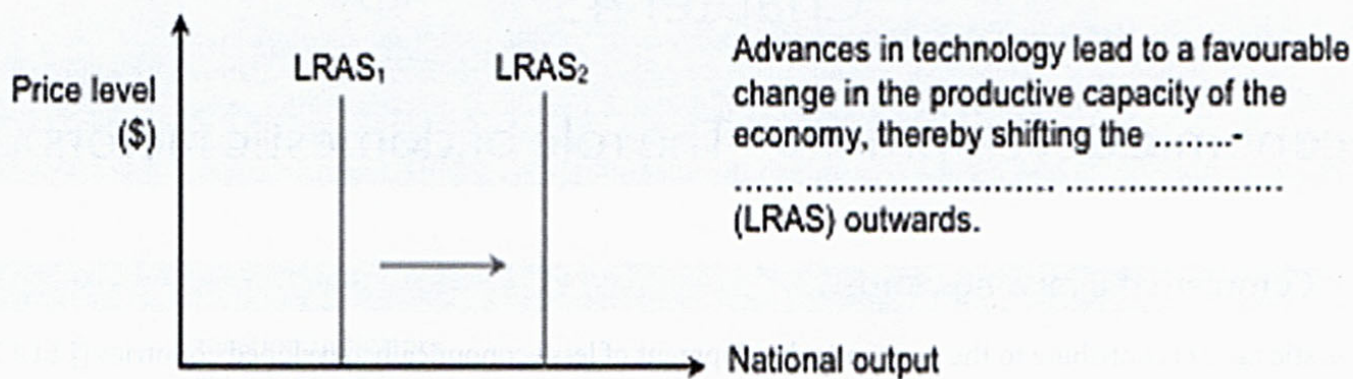 Price level
($)
LRAS₁
LRAS₂
Advances in technology lead to a favourable
change in the productive capacity of the
economy, thereby shifting the ........-
...... ......................... ......................
(LRAS) outwards.
National output